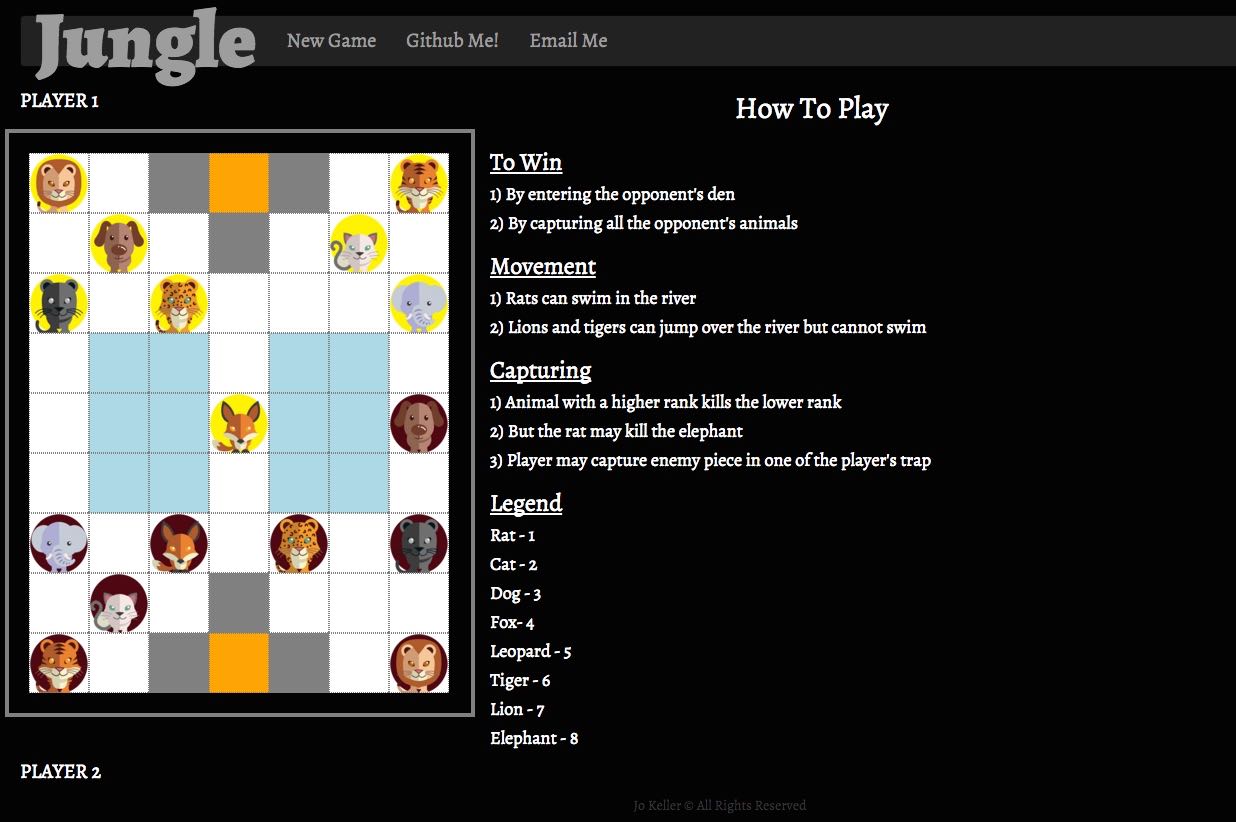 Jungle
New Game Github Me! Email Me
PLAYER 1
How To Play
To Win
1) By entering the opponent's den
2) By capturing all the opponent's animals
Movement
1) Rats can swim in the river
2) Lions and tigers can jump over the river but cannot swim
Capturing
1) Animal with a higher rank kills the lower rank
2) But the rat may kill the elephant
3) Player may capture enemy piece in one of the player's trap
Legend
Rat - 1
Cat - 2
Dog - 3
Fox- 4
Leopard - 5
Tiger - 6
Lion - 7
Elephant - 8
PLAYER 2
Jo Keller © All Rights Reserved